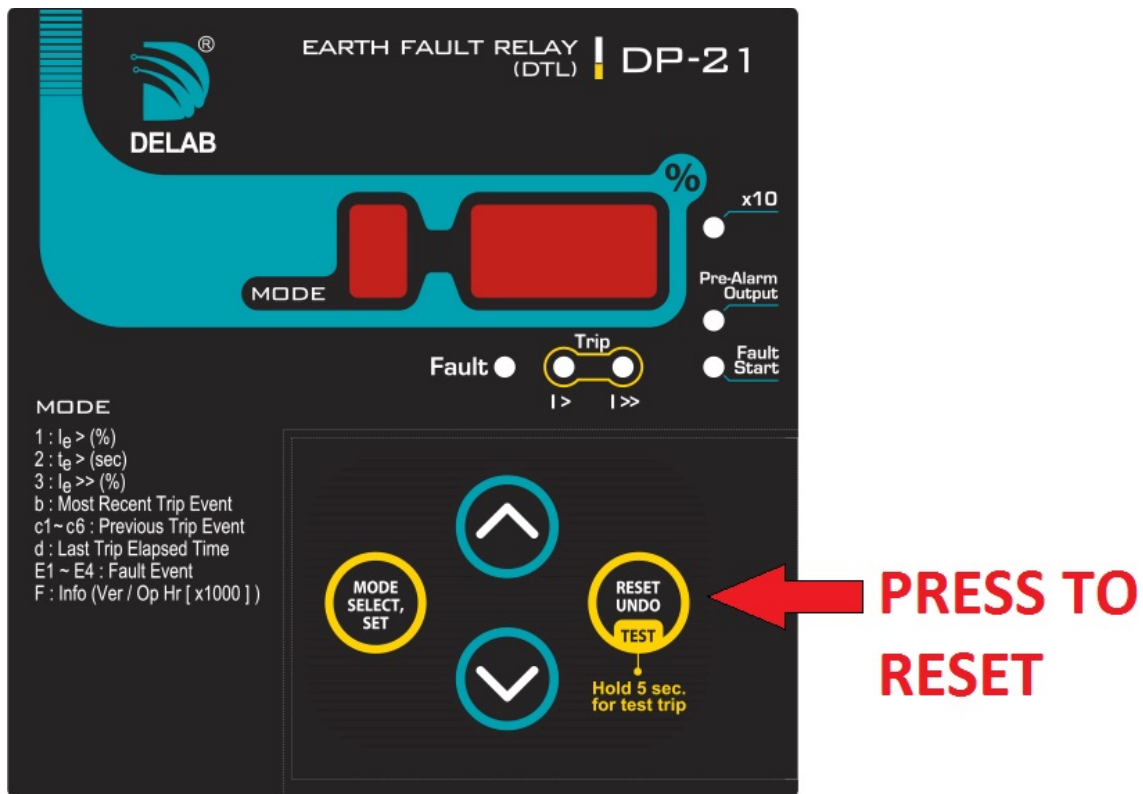 EARTH FAULT RELAY
(DTL)
DP-21
®
DELAB
%
x10
MODE
Pre-Alarm
Output
Trip
Fault
Fault
Start
I > I >>
MODE
1 : Ie > (%)
2 : te > (sec)
3 : Ie >> (%)
b : Most Recent Trip Event
c1~c6 : Previous Trip Event
d : Last Trip Elapsed Time
E1 ~ E4 : Fault Event
F : Info (Ver / Op Hr [ x1000 ] )
MODE
SELECT,
SET
RESET
UNDO
TEST
Hold 5 sec.
for test trip
PRESS TO
RESET